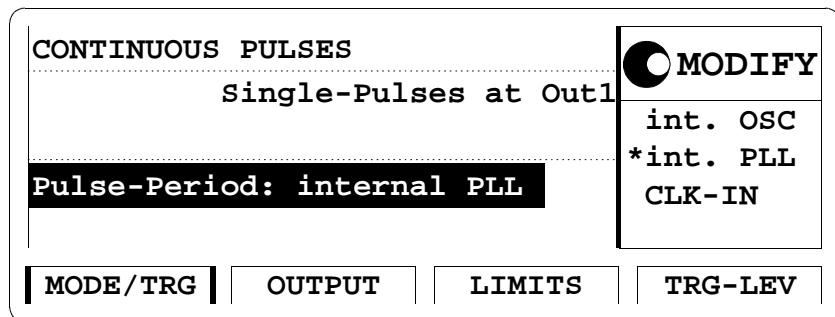 CONTINUOUS PULSES
Single-Pulses at Out1
Pulse-Period: internal PLL
MODIFY
int. OSC
*int. PLL
CLK-IN
MODE/TRG
OUTPUT
LIMITS
TRG-LEV